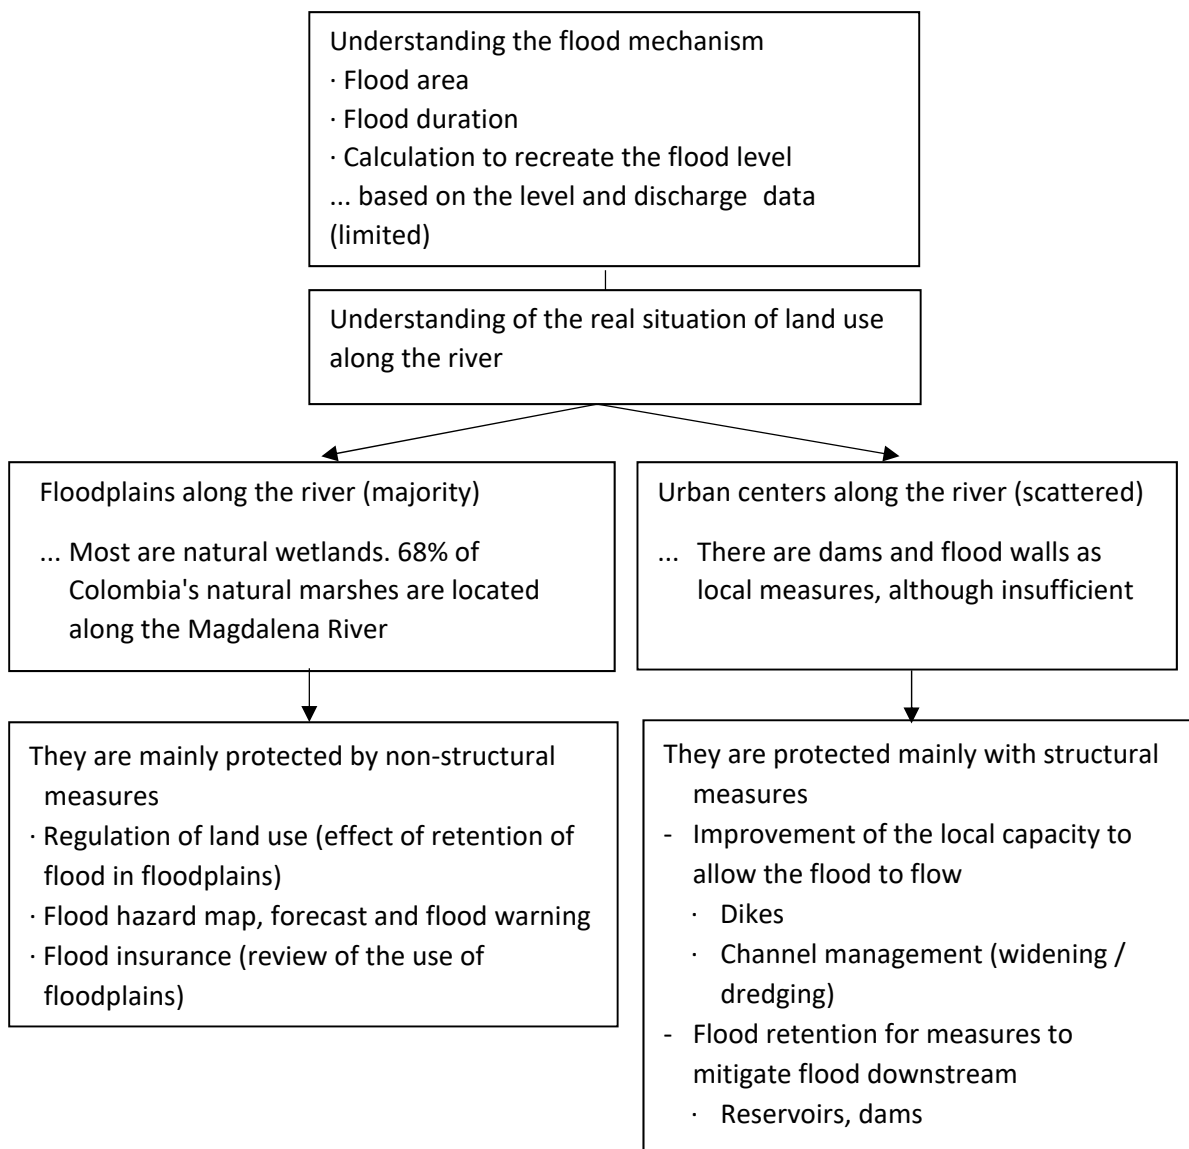 Understanding the flood mechanism
· Flood area
· Flood duration
· Calculation to recreate the flood level
... based on the level and discharge data
(limited)
Understanding of the real situation of land use
along the river
Floodplains along the river (majority)
... Most are natural wetlands. 68% of
Colombia's natural marshes are located
along the Magdalena River
Urban centers along the river (scattered)
... There are dams and flood walls as
local measures, although insufficient
They are mainly protected by non-structural
measures
· Regulation of land use (effect of retention of
flood in floodplains)
· Flood hazard map, forecast and flood warning
· Flood insurance (review of the use of
floodplains)
They are protected mainly with structural
measures
- Improvement of the local capacity to
allow the flood to flow
· Dikes
· Channel management (widening /
dredging)
- Flood retention for measures to
mitigate flood downstream
· Reservoirs, dams